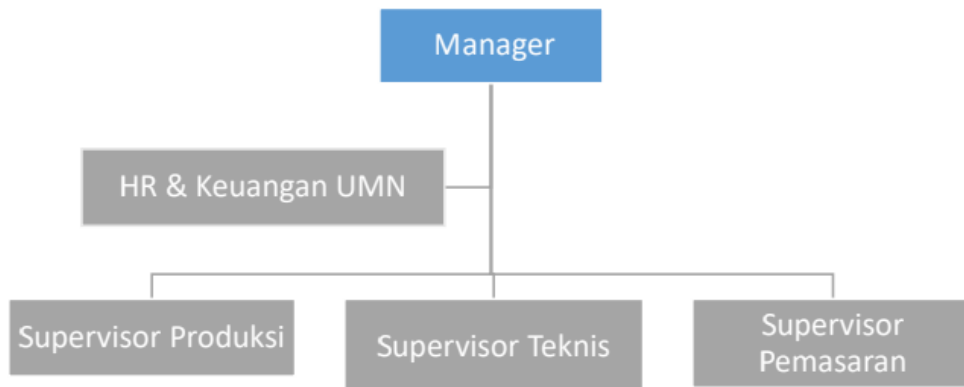 Manager
HR & Keuangan UMN
Supervisor Produksi
Supervisor Teknis
Supervisor
Pemasaran